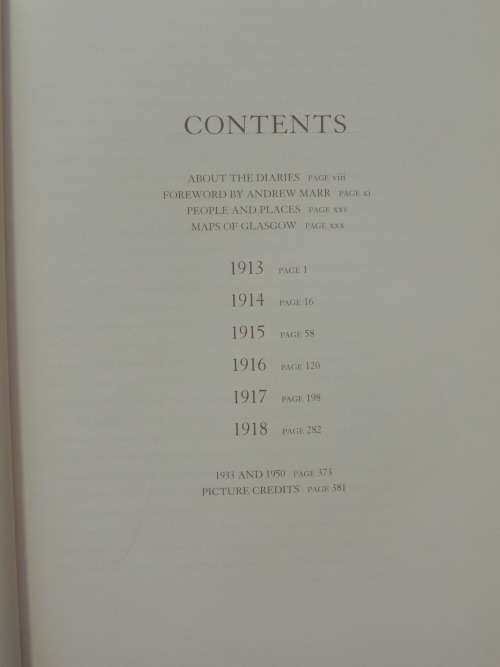 CONTENTS
ABOUT THE DIARIES PAGE viii
FOREWORD BY ANDREW MARR PAGE xi
PEOPLE AND PLACES PAGE xxv
MAPS OF GLASGOW PAGE xxx
1913 PAGE 1
1914 PAGE 16
1915 PAGE 58
1916 PAGE 120
1917 PAGE 198
1918 PAGE 282
1933 AND 1950 PAGE 373
PICTURE CREDITS PAGE 381